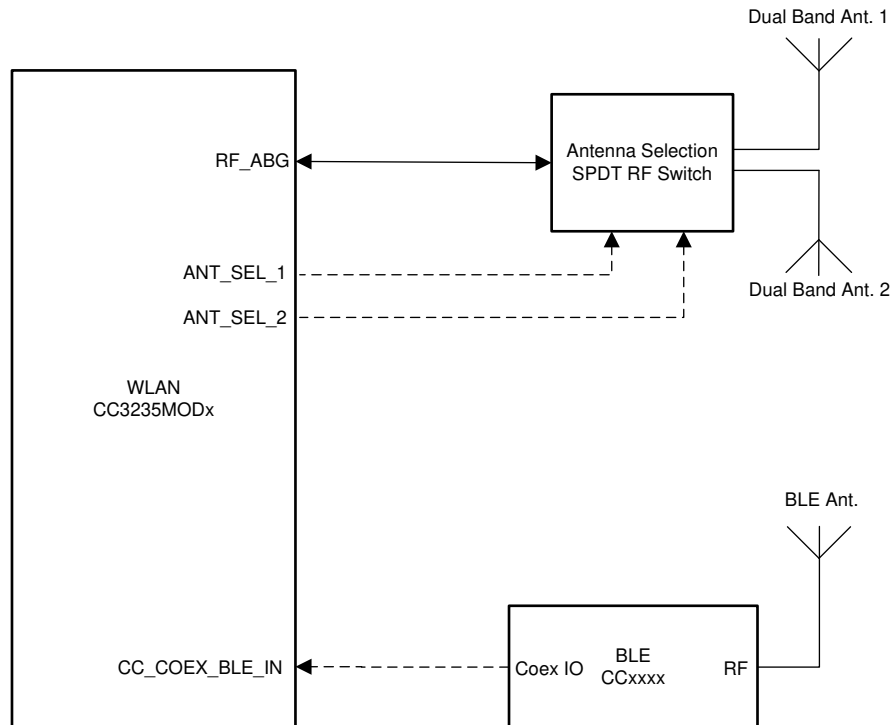 Dual Band Ant. 1
RF_ABG
Antenna Selection
SPDT RF Switch
ANT_SEL_1
Dual Band Ant. 2
ANT_SEL_2
WLAN
CC3235MODx
BLE Ant.
CC_COEX_BLE_IN
Coex IO
BLE
CCxxxx
RF